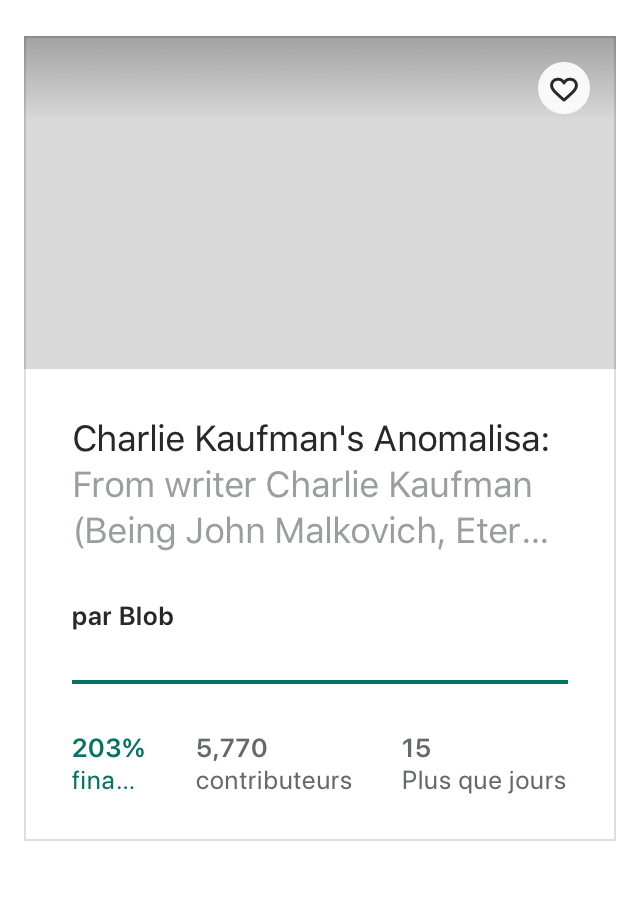 Charlie Kaufman's Anomalisa:
From writer Charlie Kaufman
(Being John Malkovich, Eter...
par Blob
203% 5,770 15
fina... contributeurs Plus que jours